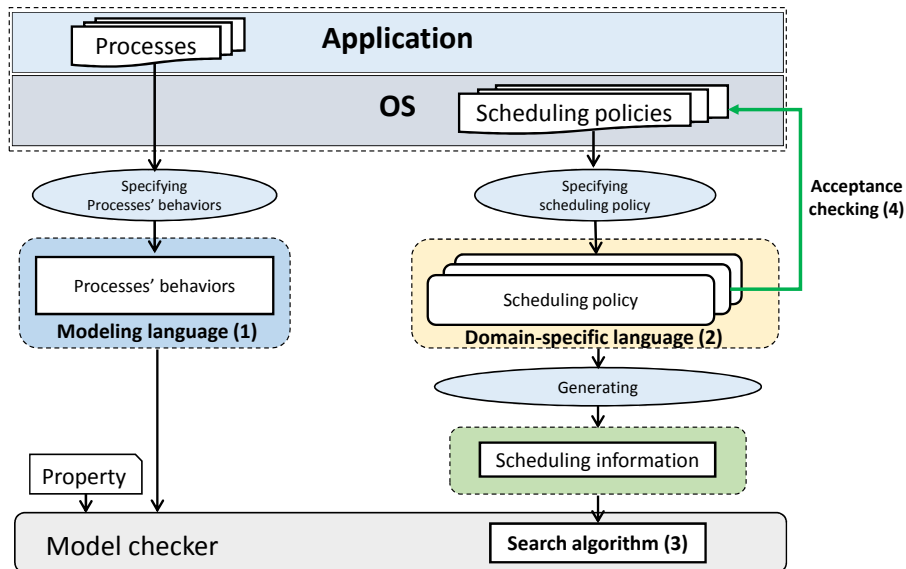 Processes
Application
OS
Scheduling policies
Specifying
Processes' behaviors
Specifying
scheduling policy
Acceptance
checking (4)
Processes' behaviors
Modeling language (1)
Scheduling policy
Domain-specific language (2)
Generating
Scheduling information
Property
Model checker
Search algorithm (3)